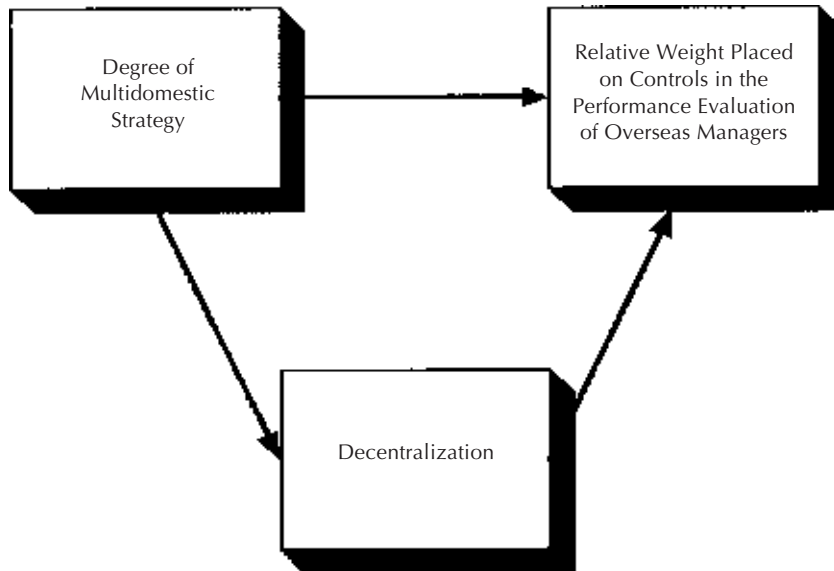 Degree of
Multidomestic
Strategy
Relative Weight Placed
on Controls in the
Performance Evaluation
of Overseas Managers
Decentralization